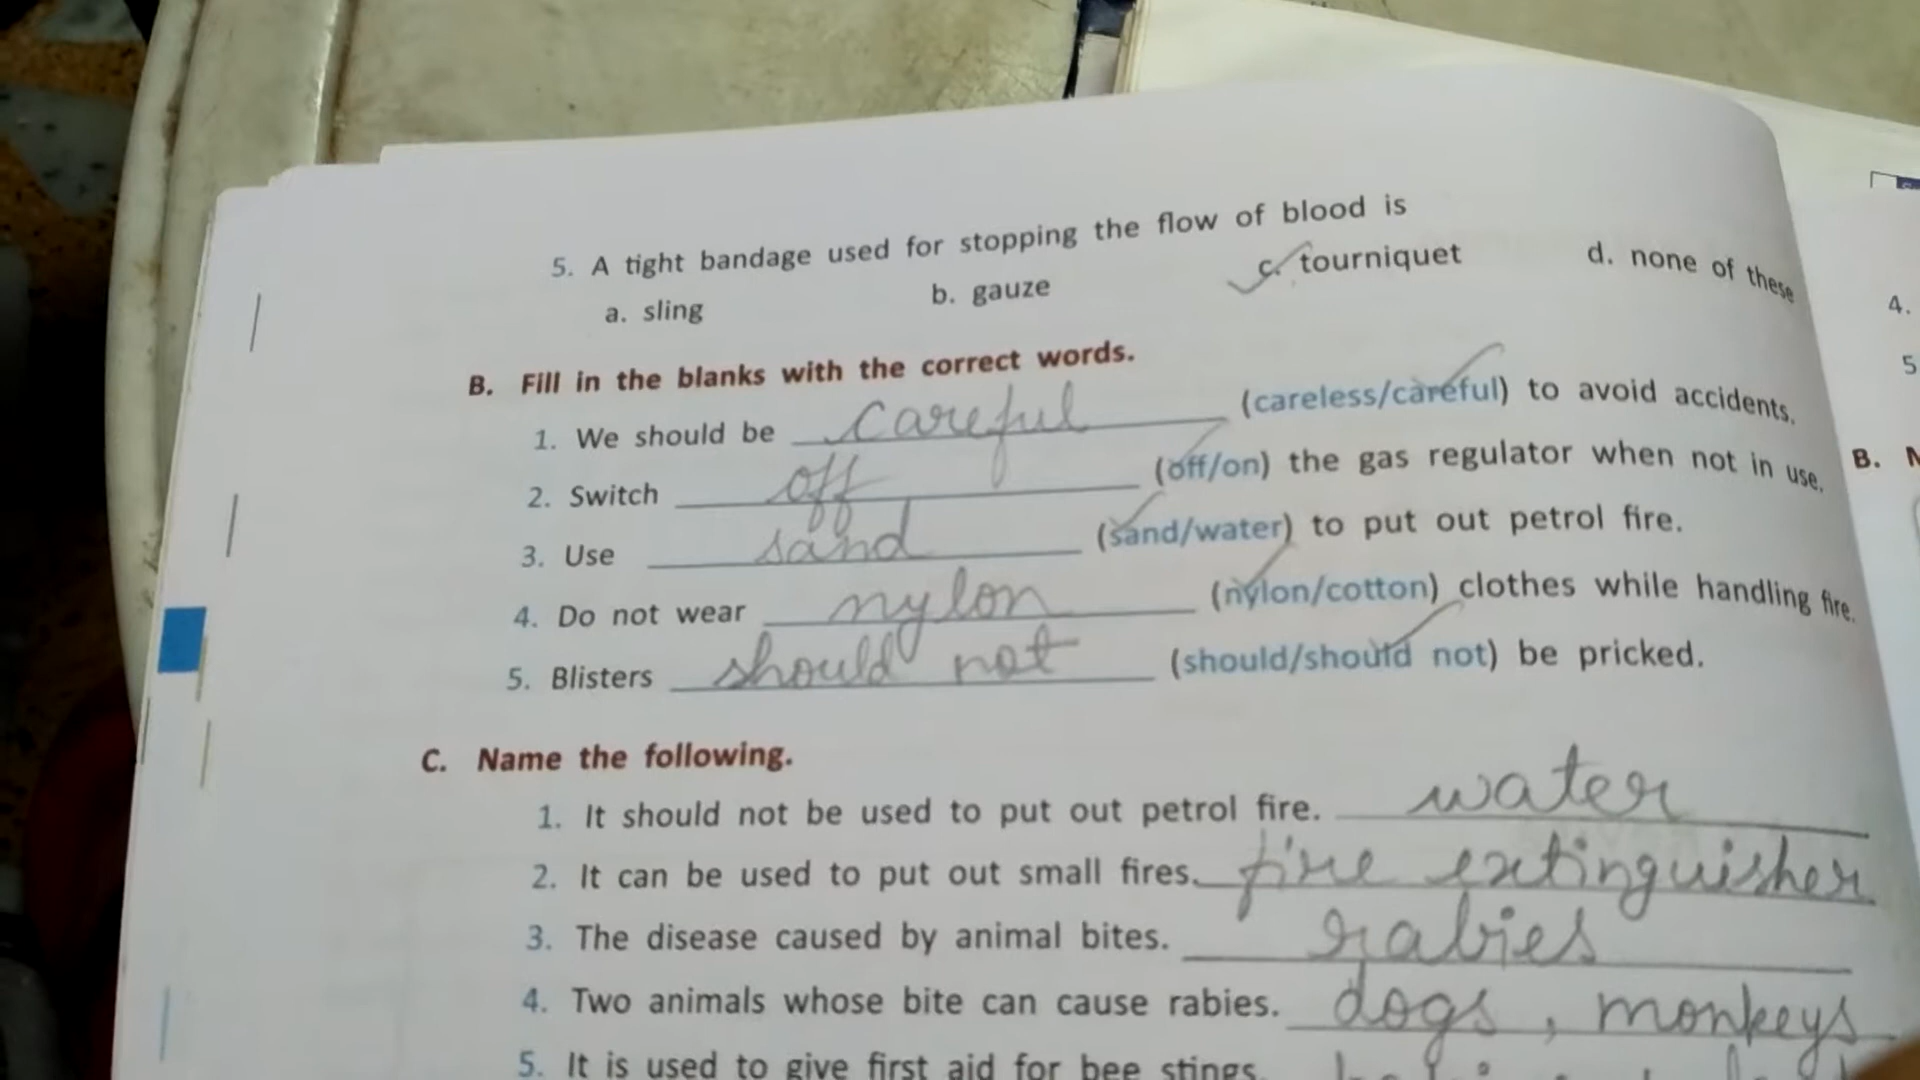 5. A tight bandage used for stopping the flow of blood is
a. sling b. gauze c. tourniquet d. none of these
B. Fill in the blanks with the correct words.
1. We should be careful (careless/careful) to avoid accidents.
2. Switch off (off/on) the gas regulator when not in use.
3. Use sand (sand/water) to put out petrol fire.
4. Do not wear nylon (nylon/cotton) clothes while handling fire.
5. Blisters should not (should/should not) be pricked.
C. Name the following.
1. It should not be used to put out petrol fire. water
2. It can be used to put out small fires. fire extinguisher
3. The disease caused by animal bites. rabies
4. Two animals whose bite can cause rabies. dogs, monkeys
5. It is used to give first aid for bee stings.
4.
5
B.